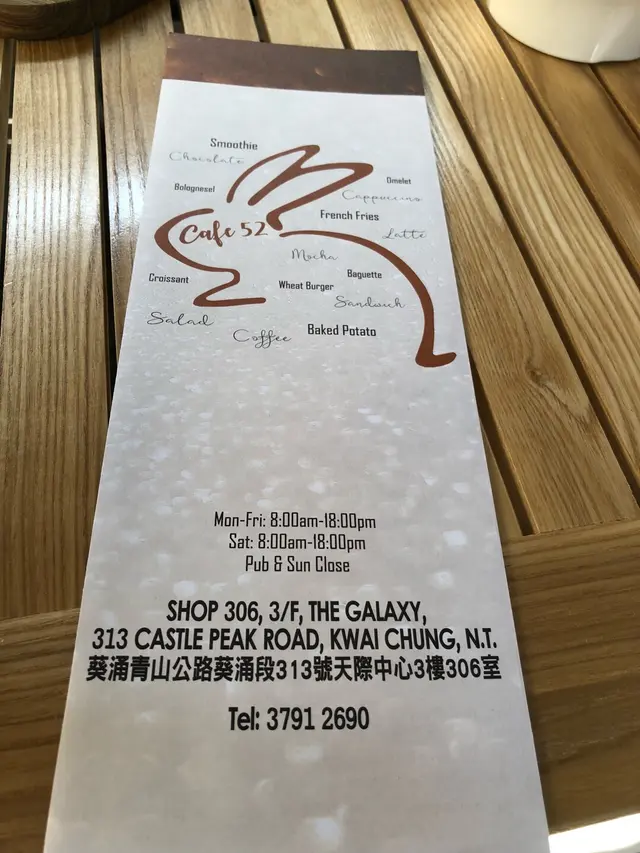 Smoothie
Chocolate
Bolognesel
Omelet
Cappuccino
French Fries
Cafe 52
Latte
Mocha
Baguette
Croissant
Wheat Burger
Sandwich
Salad
Baked Potato
Coffee
Mon-Fri: 8:00am-18:00pm
Sat: 8:00am-18:00pm
Pub & Sun Close
SHOP 306, 3/F, THE GALAXY,
313 CASTLE PEAK ROAD, KWAI CHUNG, N.T.
葵涌青山公路葵涌段313號天際中心3樓306室
Tel: 3791 2690